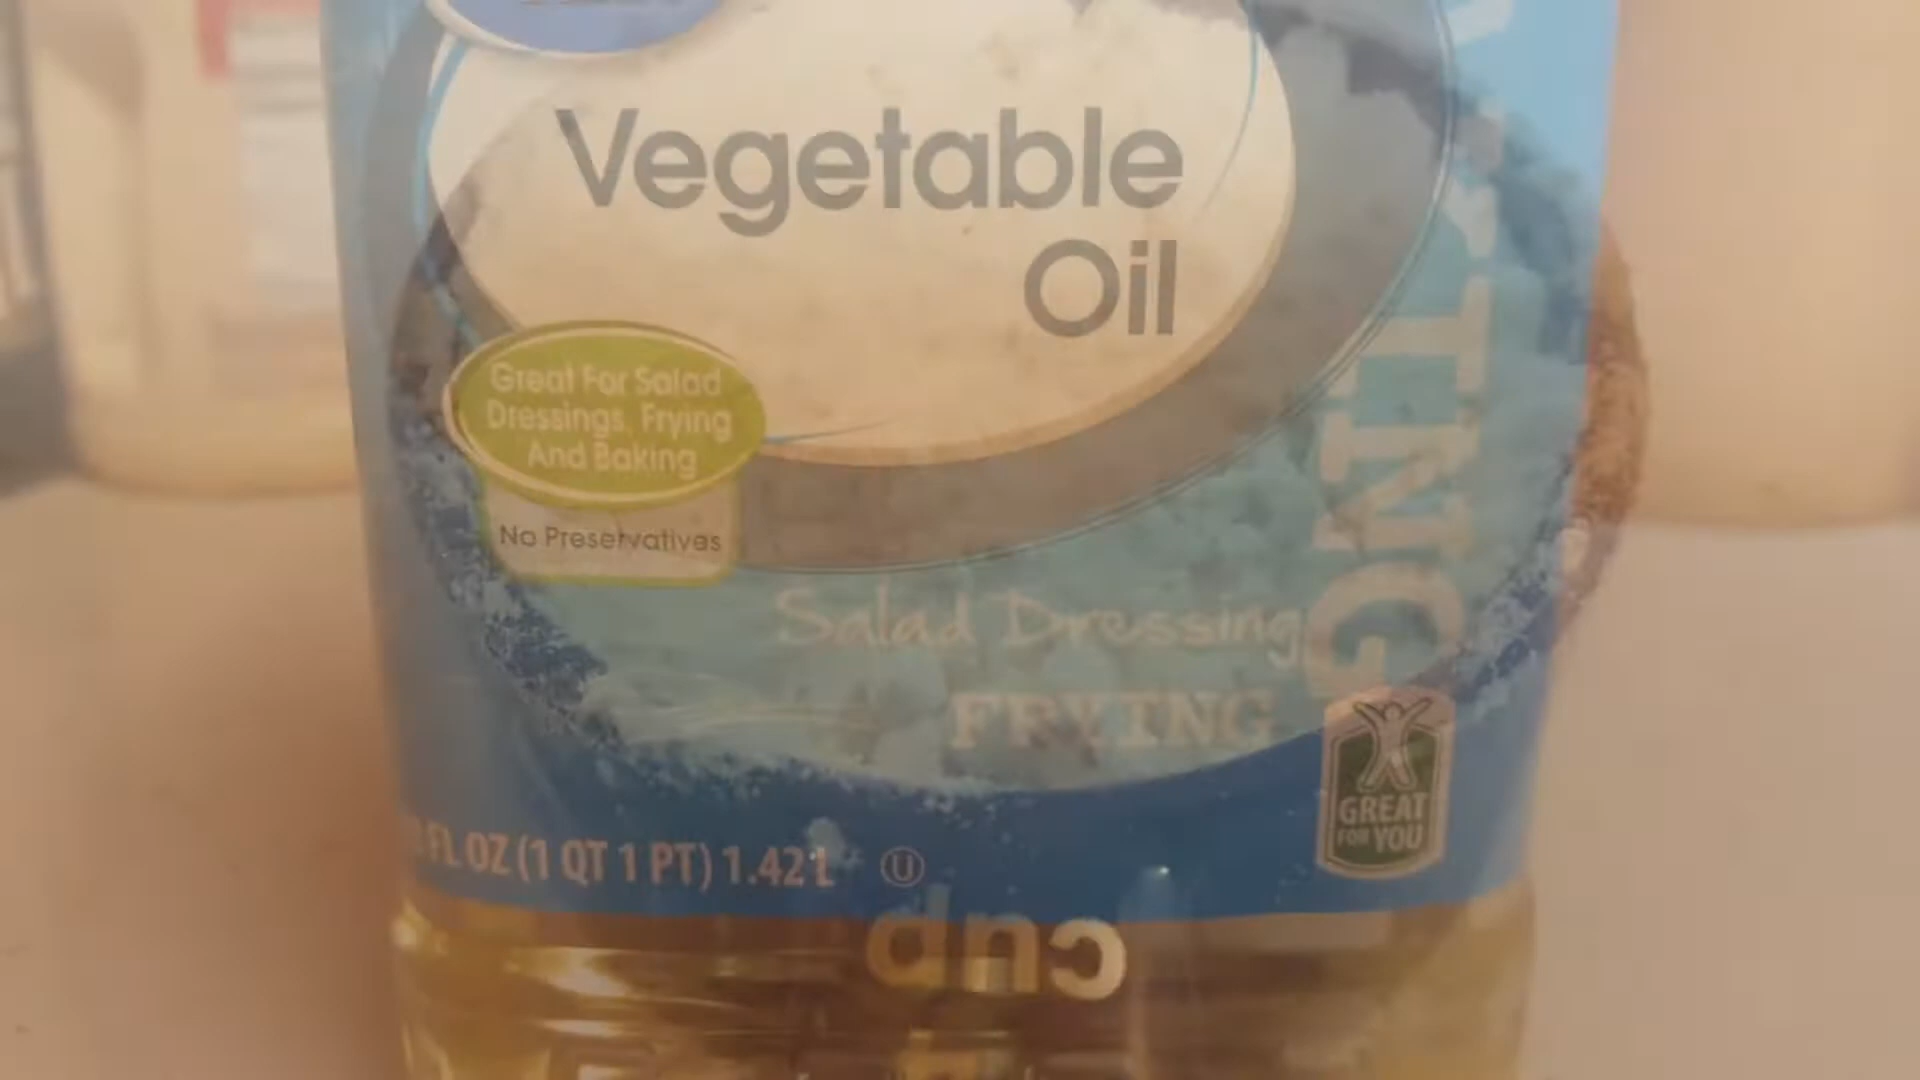 Vegetable
Oil
Great For Salad
Dressings, Frying
And Baking
No Preservatives
Salad Dressing
FRYING
GREAT
FOR YOU
FL OZ (1 QT 1 PT) 1.42 L
U
cup